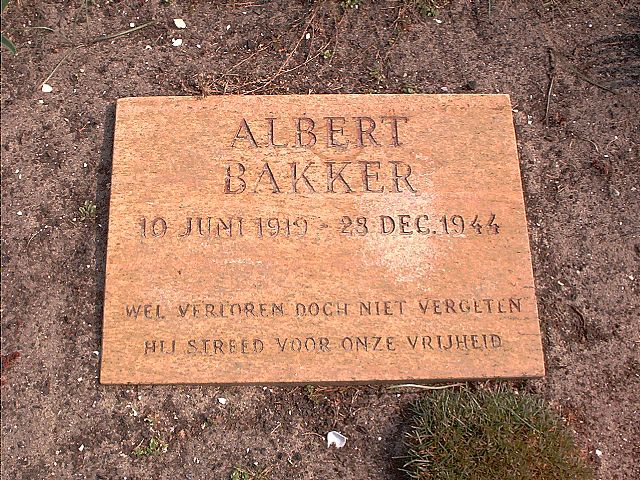 ALBERT
BAKKER
10 JUNI 1919 - 28 DEC. 1944
WEL VERLOREN DOCH NIET VERGETEN
HIJ STREED VOOR ONZE VRIJHEID